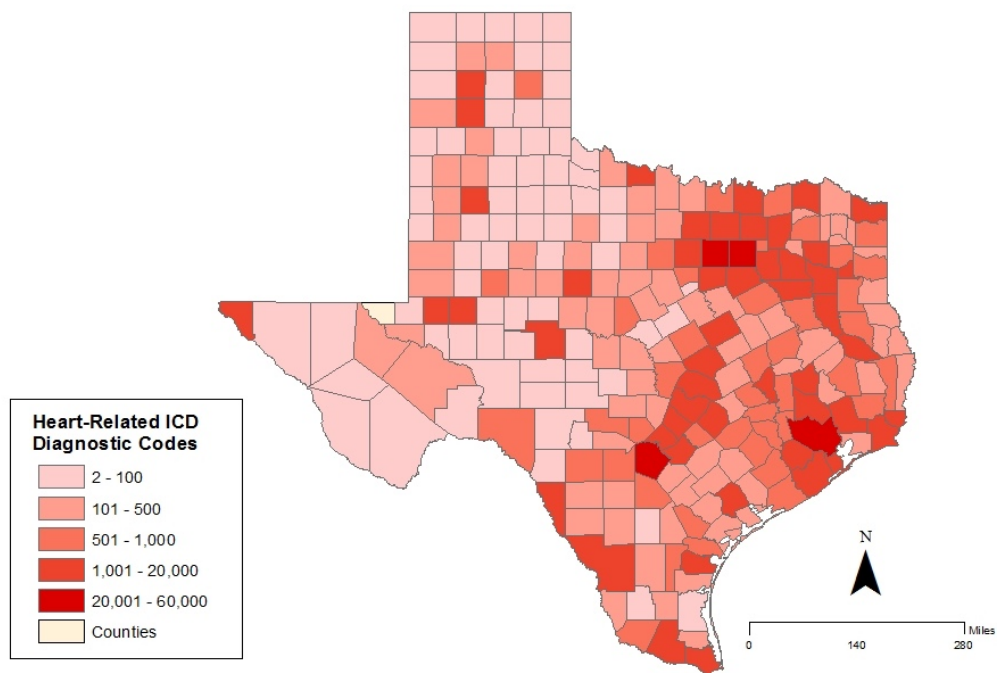 Heart-Related ICD
Diagnostic Codes
2 - 100
101 - 500
501 - 1,000
1,001 - 20,000
20,001 - 60,000
Counties
N
Miles
0 140 280